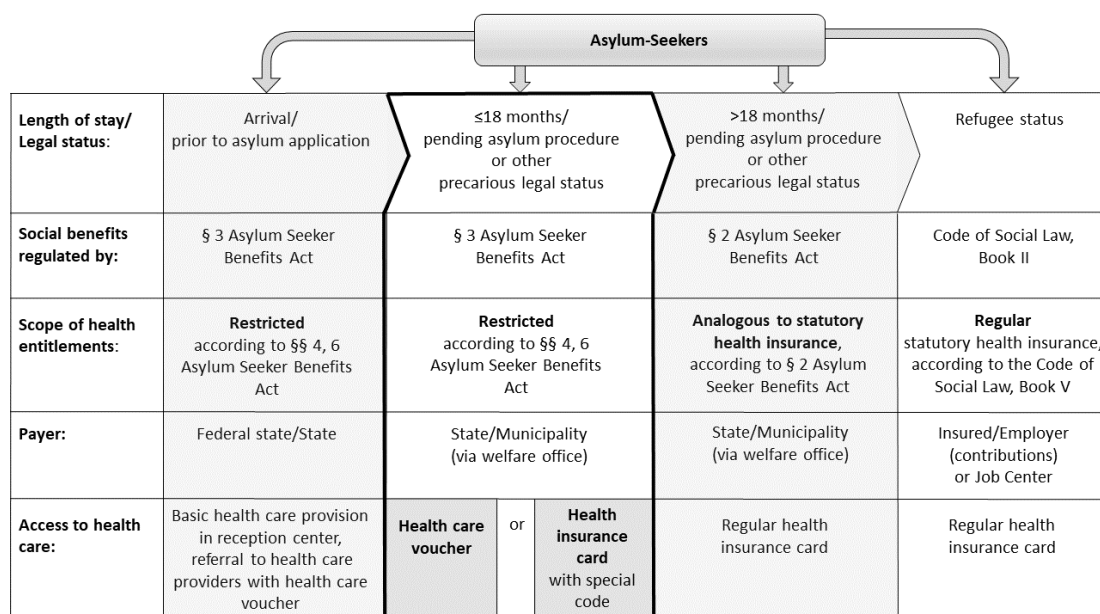 Asylum-Seekers
Length of stay/
Legal status:
Arrival/
prior to asylum application
≤18 months/
pending asylum procedure
or other
precarious legal status
>18 months/
pending asylum procedure
or other
precarious legal status
Refugee status
Social benefits
regulated by:
§ 3 Asylum Seeker
Benefits Act
§ 3 Asylum Seeker
Benefits Act
§ 2 Asylum Seeker
Benefits Act
Code of Social Law,
Book II
Scope of health
entitlements:
Restricted
according to §§ 4, 6
Asylum Seeker Benefits
Act
Restricted
according to §§ 4, 6
Asylum Seeker Benefits
Act
Analogous to statutory
health insurance,
according to § 2 Asylum
Seeker Benefits Act
Regular
statutory health insurance,
according to the Code of
Social Law, Book V
Payer:
Federal state/State
State/Municipality
(via welfare office)
State/Municipality
(via welfare office)
Insured/Employer
(contributions)
or Job Center
Access to health
care:
Basic health care provision
in reception center,
referral to health care
providers with health care
voucher
Health care
voucher
or
Health
insurance
card
with special
code
Regular health
insurance card
Regular health
insurance card